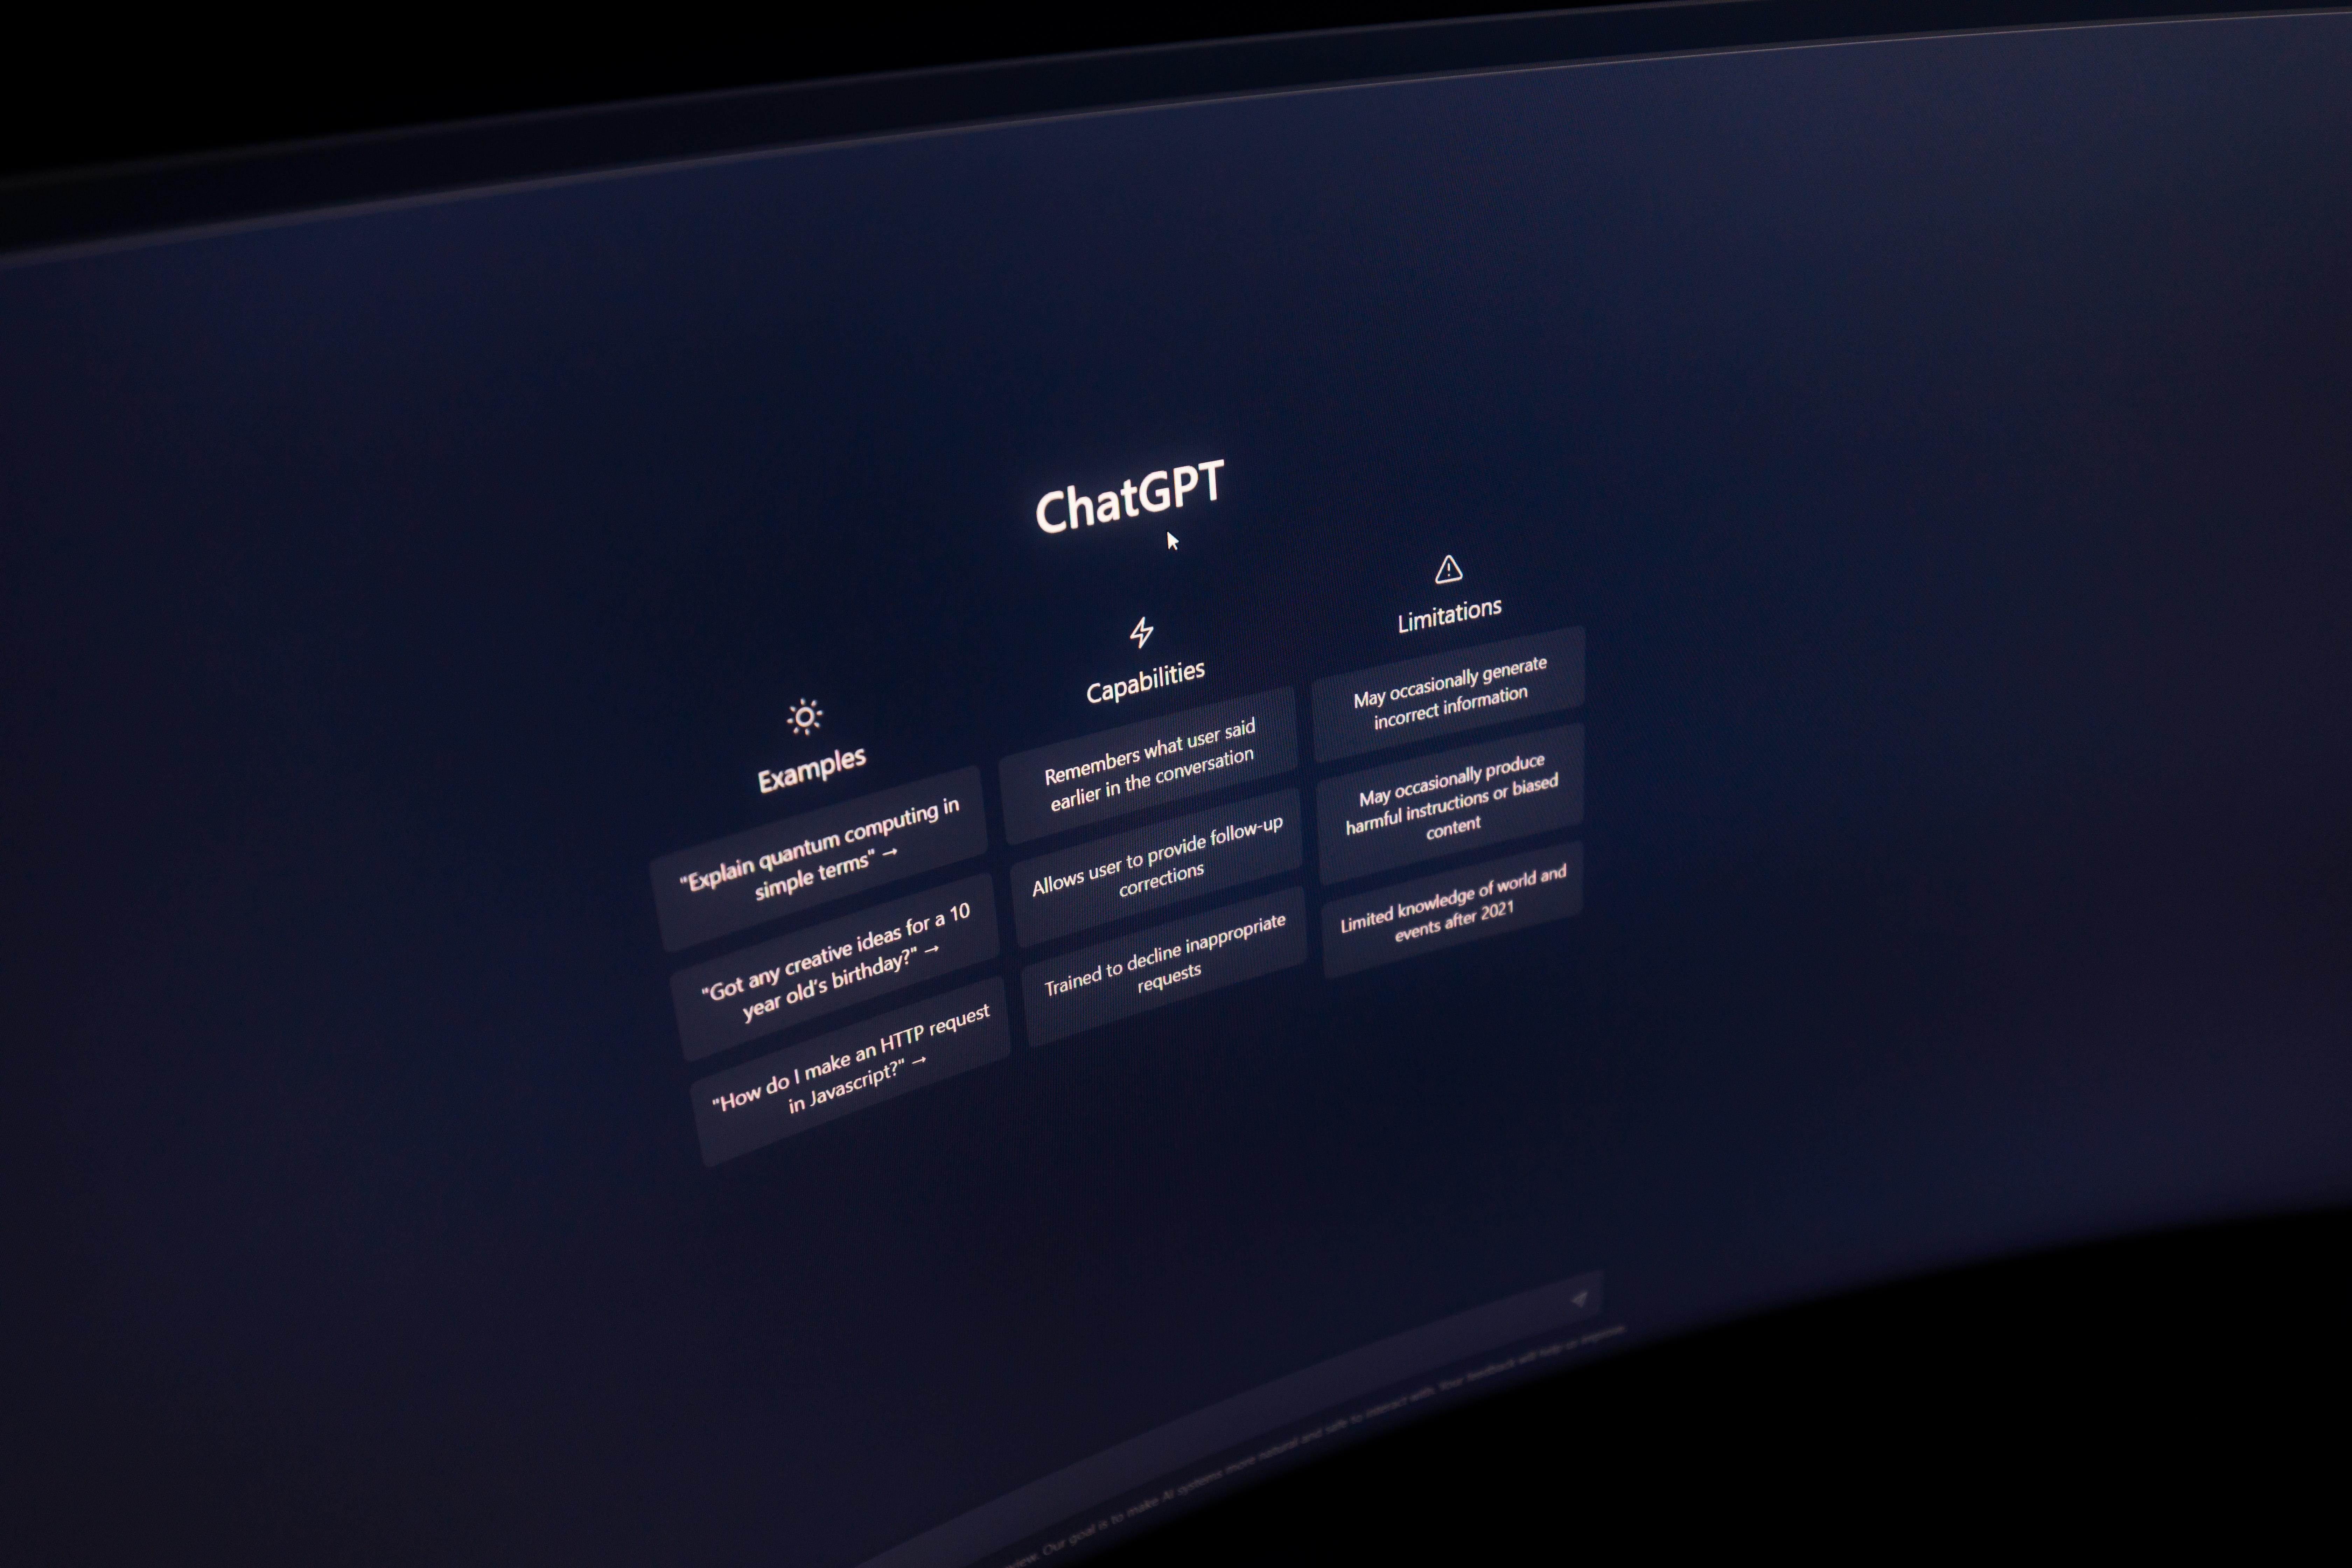 ChatGPT
Examples
"Explain quantum computing in
simple terms" →
"Got any creative ideas for a 10
year old's birthday?" →
"How do I make an HTTP request
in Javascript?" →
Capabilities
Remembers what user said
earlier in the conversation
Allows user to provide follow-up
corrections
Trained to decline inappropriate
requests
Limitations
May occasionally generate
incorrect information
May occasionally produce
harmful instructions or biased
content
Limited knowledge of world and
events after 2021
Our goal is to make AI systems more natural and safe to interact with. Your feedback will help us improve.